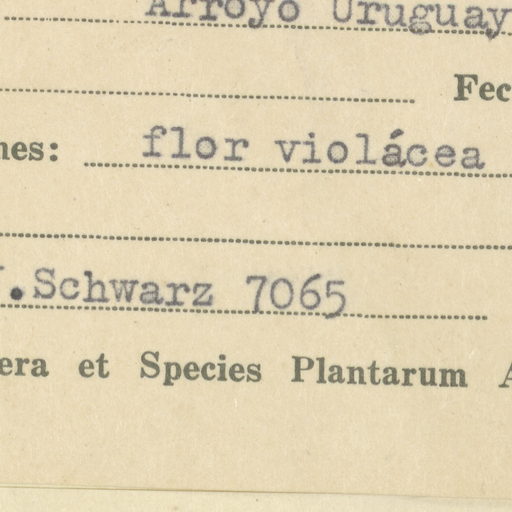 Arroyo Uruguay
Fec
nes: flor violácea
.Schwarz 7065
era et Species Plantarum A